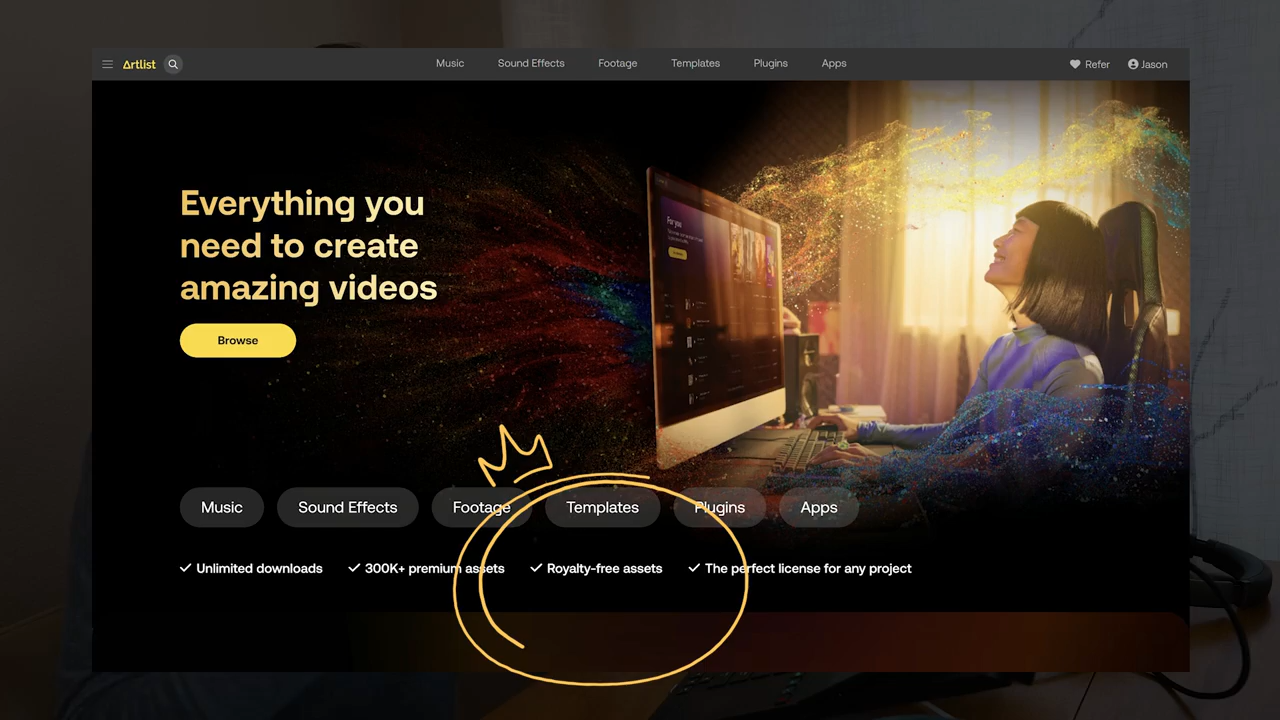 Artlist
Music Sound Effects Footage Templates Plugins Apps
Refer Jason
Everything you
need to create
amazing videos
Browse
For you
Music Sound Effects Footage Templates Plugins Apps
Unlimited downloads 300K+ premium assets Royalty-free assets The perfect license for any project